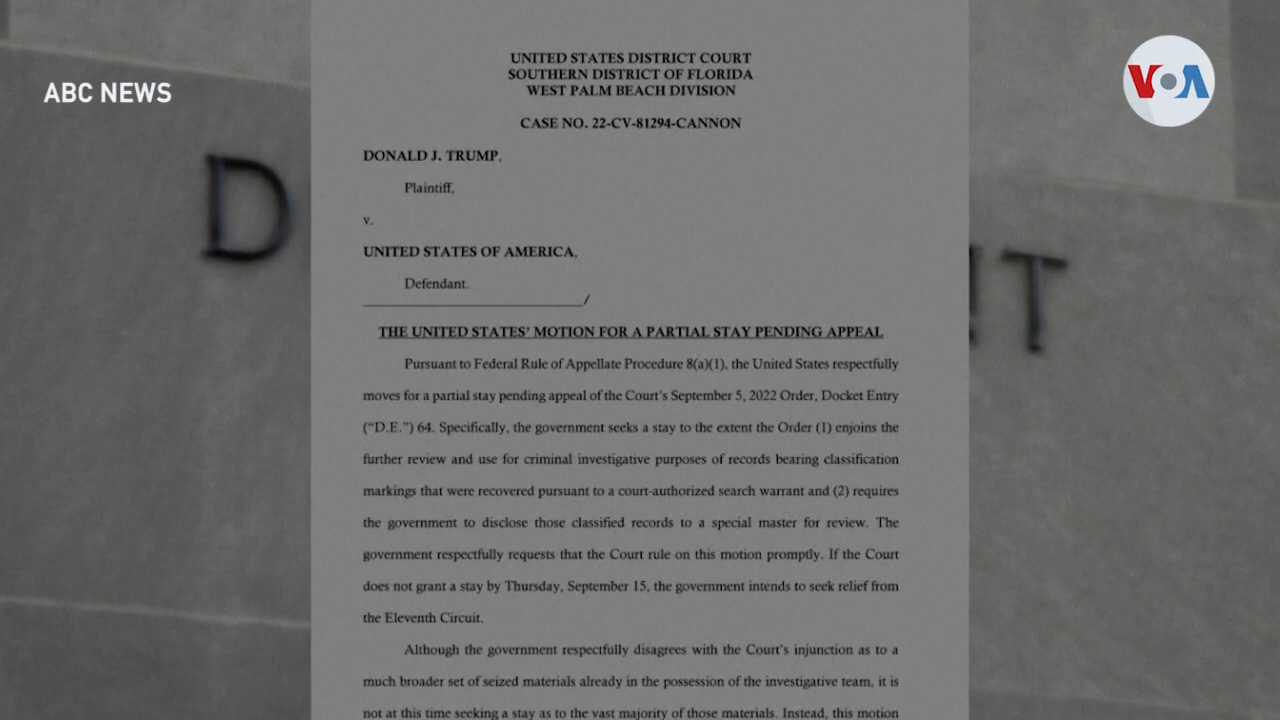 ABC NEWS
VOA
D
T
UNITED STATES DISTRICT COURT
SOUTHERN DISTRICT OF FLORIDA
WEST PALM BEACH DIVISION
CASE NO. 22-CV-81294-CANNON
DONALD J. TRUMP,
Plaintiff,
v.
UNITED STATES OF AMERICA,
Defendant.
/
THE UNITED STATES' MOTION FOR A PARTIAL STAY PENDING APPEAL
Pursuant to Federal Rule of Appellate Procedure 8(a)(1), the United States respectfully
moves for a partial stay pending appeal of the Court's September 5, 2022 Order, Docket Entry
("D.E.") 64. Specifically, the government seeks a stay to the extent the Order (1) enjoins the
further review and use for criminal investigative purposes of records bearing classification
markings that were recovered pursuant to a court-authorized search warrant and (2) requires
the government to disclose those classified records to a special master for review. The
government respectfully requests that the Court rule on this motion promptly. If the Court
does not grant a stay by Thursday, September 15, the government intends to seek relief from
the Eleventh Circuit.
Although the government respectfully disagrees with the Court's injunction as to a
much broader set of seized materials already in the possession of the investigative team, it is
not at this time seeking a stay as to the vast majority of those materials. Instead, this motion